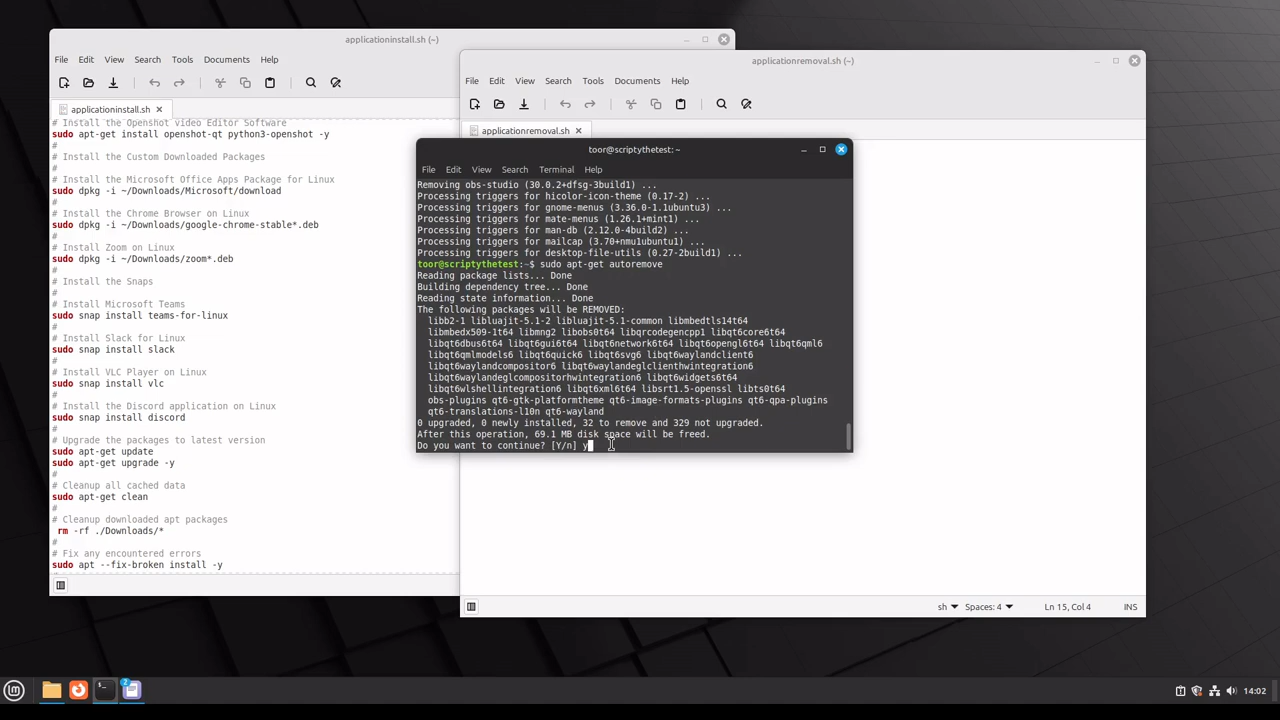 applicationinstall.sh (~)
File Edit View Search Tools Documents Help
applicationinstall.sh
# Install the Openshot video Editor Software
sudo apt-get install openshot-qt python3-openshot -y
#
# Install the Custom Downloaded Packages
#
# Install the Microsoft Office Apps Package for Linux
sudo dpkg -i ~/Downloads/Microsoft/download
#
# Install the Chrome Browser on Linux
sudo dpkg -i ~/Downloads/google-chrome-stable*.deb
#
# Install Zoom on Linux
sudo dpkg -i ~/Downloads/zoom*.deb
#
# Install the Snaps
#
# Install Microsoft Teams
sudo snap install teams-for-linux
#
# Install Slack for Linux
sudo snap install slack
#
# Install VLC Player on Linux
sudo snap install vlc
#
# Install the Discord application on Linux
sudo snap install discord
#
# Upgrade the packages to latest version
sudo apt-get update
sudo apt-get upgrade -y
#
# Cleanup all cached data
sudo apt-get clean
#
# Cleanup downloaded apt packages
rm -rf ./Downloads/*
#
# Fix any encountered errors
sudo apt --fix-broken install -y
applicationremoval.sh (~)
File Edit View Search Tools Documents Help
applicationremoval.sh
toor@scriptythetest: ~
File Edit View Search Terminal Help
Removing obs-studio (30.0.2+dfsg-3build1) ...
Processing triggers for hicolor-icon-theme (0.17-2) ...
Processing triggers for gnome-menus (3.36.0-1.1ubuntu3) ...
Processing triggers for mate-menus (1.26.1+mint1) ...
Processing triggers for man-db (2.12.0-4build2) ...
Processing triggers for mailcap (3.70+nmu1ubuntu1) ...
Processing triggers for desktop-file-utils (0.27-2build1) ...
toor@scriptythetest:~$ sudo apt-get autoremove
Reading package lists... Done
Building dependency tree... Done
Reading state information... Done
The following packages will be REMOVED:
libb2-1 libluajit-5.1-2 libluajit-5.1-common libmbedtls14t64
libmbedx509-1t64 libmng2 libobs0t64 libqrcodegencpp1 libqt6core6t64
libqt6dbus6t64 libqt6gui6t64 libqt6network6t64 libqt6opengl6t64 libqt6qml6
libqt6qmlmodels6 libqt6quick6 libqt6svg6 libqt6waylandclient6
libqt6waylandcompositor6 libqt6waylandeglclienthwintegration6
libqt6waylandeglcompositorhwintegration6 libqt6widgets6t64
libqt6wlshellintegration6 libqt6xml6t64 libsrt1.5-openssl libts0t64
obs-plugins qt6-gtk-platformtheme qt6-image-formats-plugins qt6-qpa-plugins
qt6-translations-l10n qt6-wayland
0 upgraded, 0 newly installed, 32 to remove and 329 not upgraded.
After this operation, 69.1 MB disk space will be freed.
Do you want to continue? [Y/n] y
sh Spaces: 4 Ln 15, Col 4 INS
2
14:02